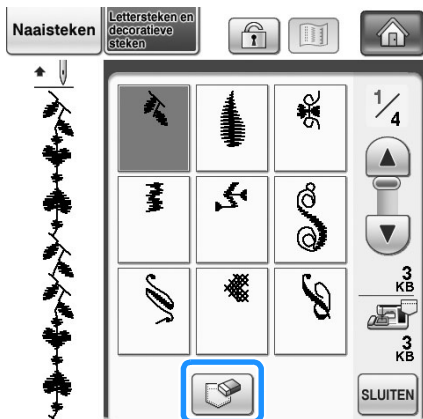 Naaisteken
Lettersteken en
decoratieve
steken
1/4
3
KB
3
KB
SLUITEN